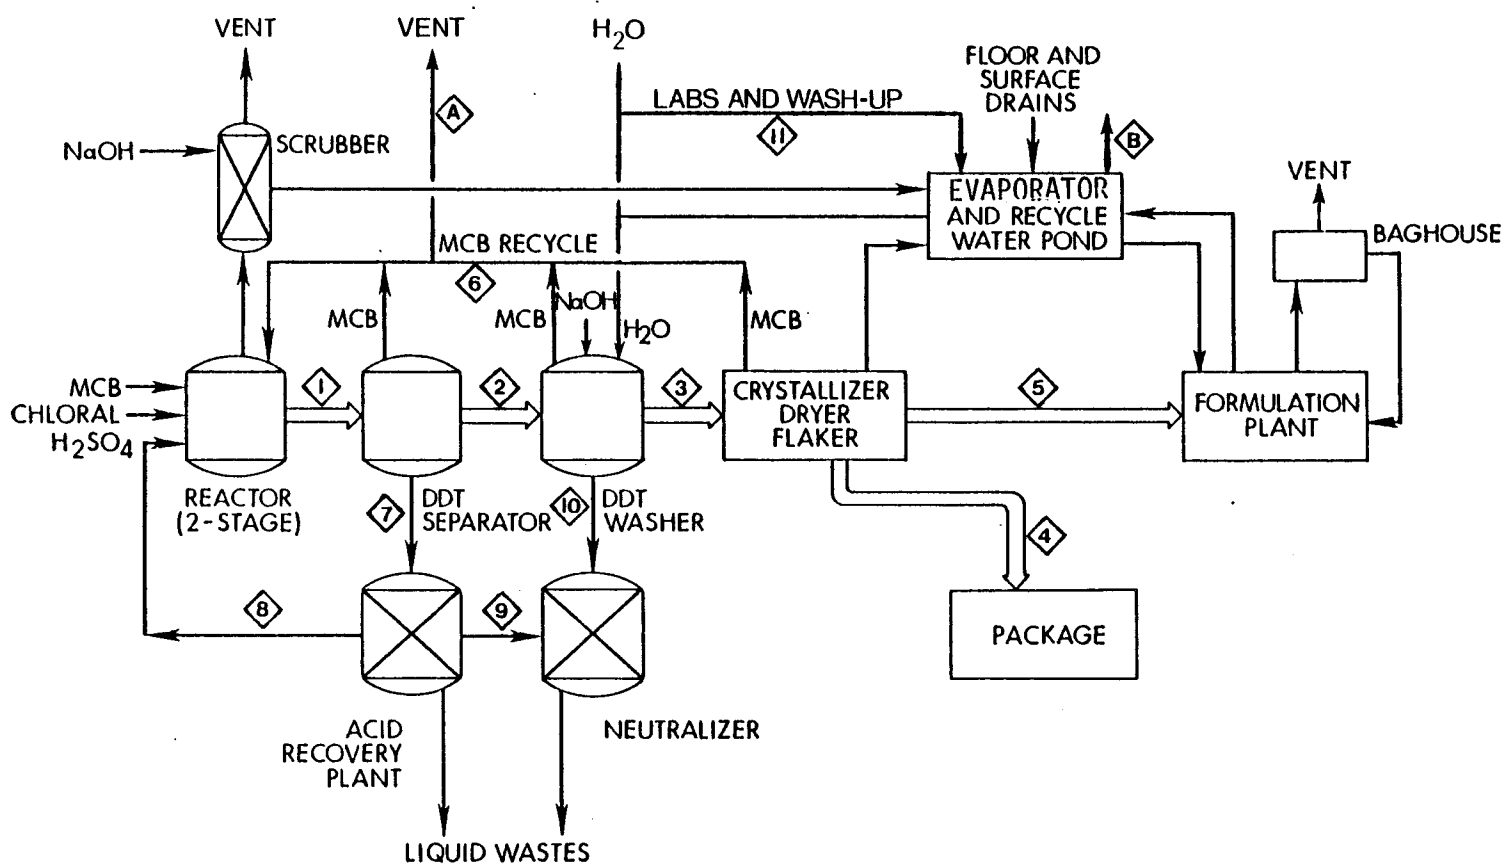 VENT
VENT
H₂O
FLOOR AND
SURFACE
DRAINS
LABS AND WASH-UP
A
11
B
NaOH
SCRUBBER
VENT
EVAPORATOR
AND RECYCLE
WATER POND
BAGHOUSE
MCB RECYCLE
6
MCB
MCB
NaOH
H₂O
MCB
MCB
CHLORAL
H₂SO₄
1
2
3
CRYSTALLIZER
DRYER
FLAKER
5
FORMULATION
PLANT
REACTOR
(2-STAGE)
7
DDT
SEPARATOR
10
DDT
WASHER
4
8
9
PACKAGE
ACID
RECOVERY
PLANT
NEUTRALIZER
LIQUID WASTES